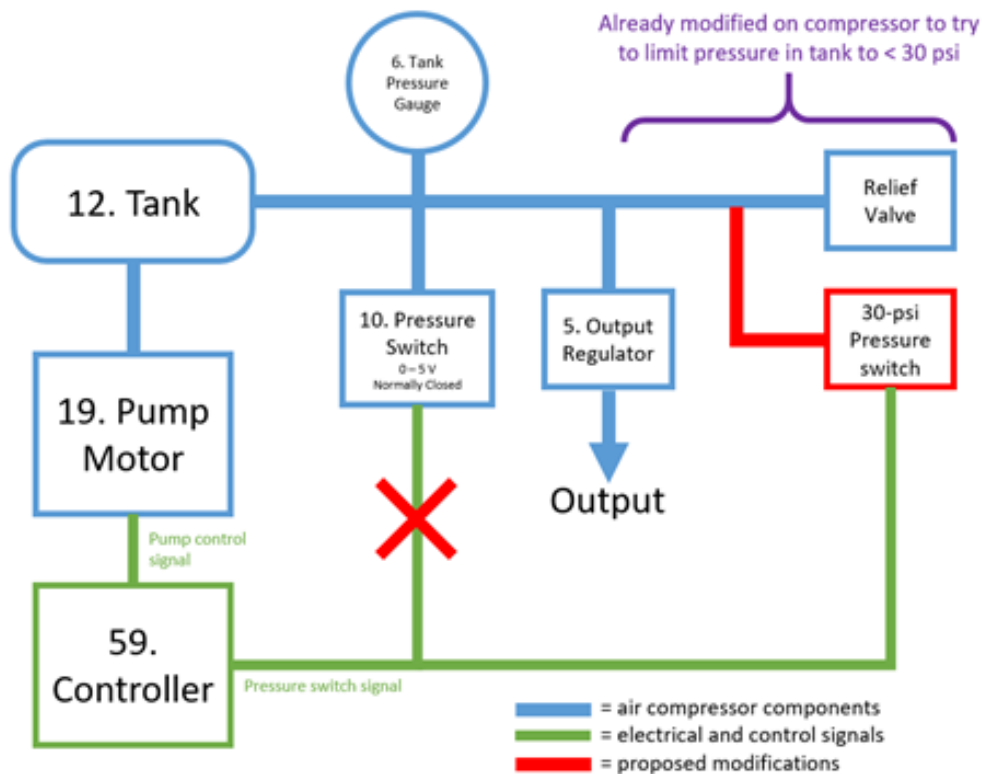 Already modified on compressor to try
to limit pressure in tank to < 30 psi
6. Tank
Pressure
Gauge
12. Tank
Relief
Valve
10. Pressure
Switch
0 – 5 V
Normally Closed
5. Output
Regulator
30-psi
Pressure
switch
19. Pump
Motor
Output
Pump control
signal
59.
Controller
Pressure switch signal
= air compressor components
= electrical and control signals
= proposed modifications